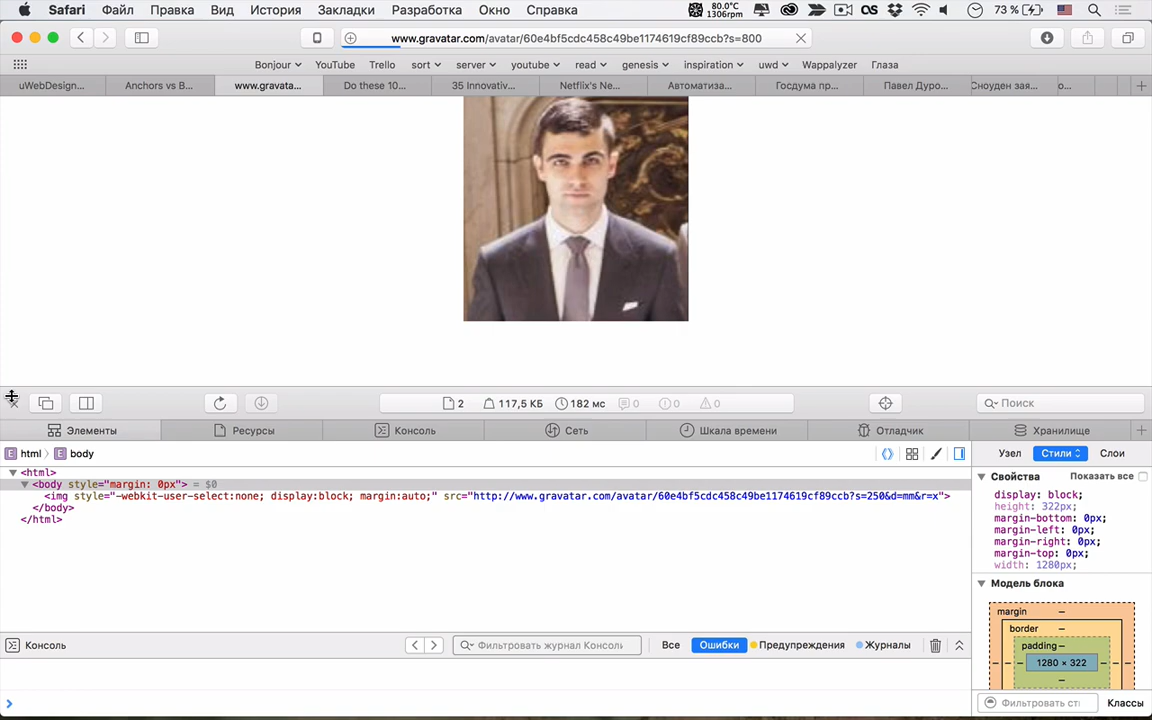 Safari Файл Правка Вид История Закладки Разработка Окно Справка 80.0°C 1306rpm 73 %
www.gravatar.com/avatar/60e4bf5cdc458c49be1174619cf89ccb?s=800
Bonjour YouTube Trello sort server youtube read genesis inspiration uwd Wappalyzer Глаза
uWebDesign... Anchors vs B... www.gravata... Do these 10... 35 Innovativ... Netflix's Ne... Автоматиза... Госдума пр... Павел Дуро... Сноуден зая... о...
2 117,5 КБ 182 мс 0 0 0 Поиск
Элементы Ресурсы Консоль Сеть Шкала времени Отладчик Хранилище
html body Узел Стили Слои
<html>
<body style="margin: 0px"> = $0
<img style="-webkit-user-select:none; display:block; margin:auto;" src="http://www.gravatar.com/avatar/60e4bf5cdc458c49be1174619cf89ccb?s=250&d=mm&r=x">
</body>
</html>
Свойства Показать все
display: block;
height: 322px;
margin-bottom: 0px;
margin-left: 0px;
margin-right: 0px;
margin-top: 0px;
width: 1280px;
Модель блока
margin –
border –
padding –
– – – 1280 × 322 – – –
–
Консоль Фильтровать журнал Консоли Все Ошибки Предупреждения Журналы
Фильтровать сти Классы